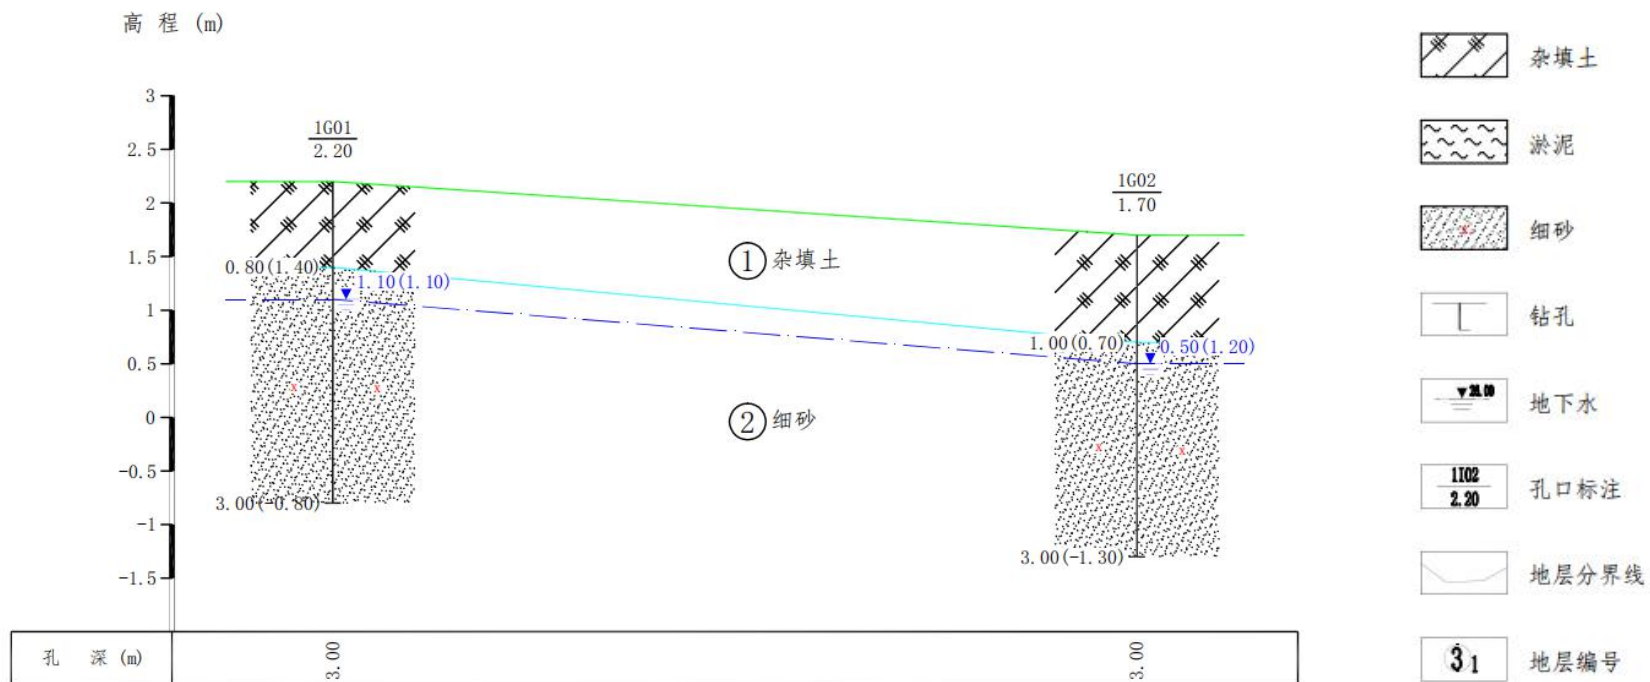 高 程 (m)
3
2.5
2
1.5
1
0.5
0
-0.5
-1
-1.5
1G01
2.20
0.80(1.40)
1.10(1.10)
x
x
3.00(-0.80)
① 杂填土
② 细砂
1G02
1.70
1.00(0.70)
0.50(1.20)
x
x
3.00(-1.30)
孔 深 (m)
3.00
3.00
杂填土
淤泥
x
细砂
钻孔
地下水
1I02
2.20
孔口标注
地层分界线
3 1
地层编号